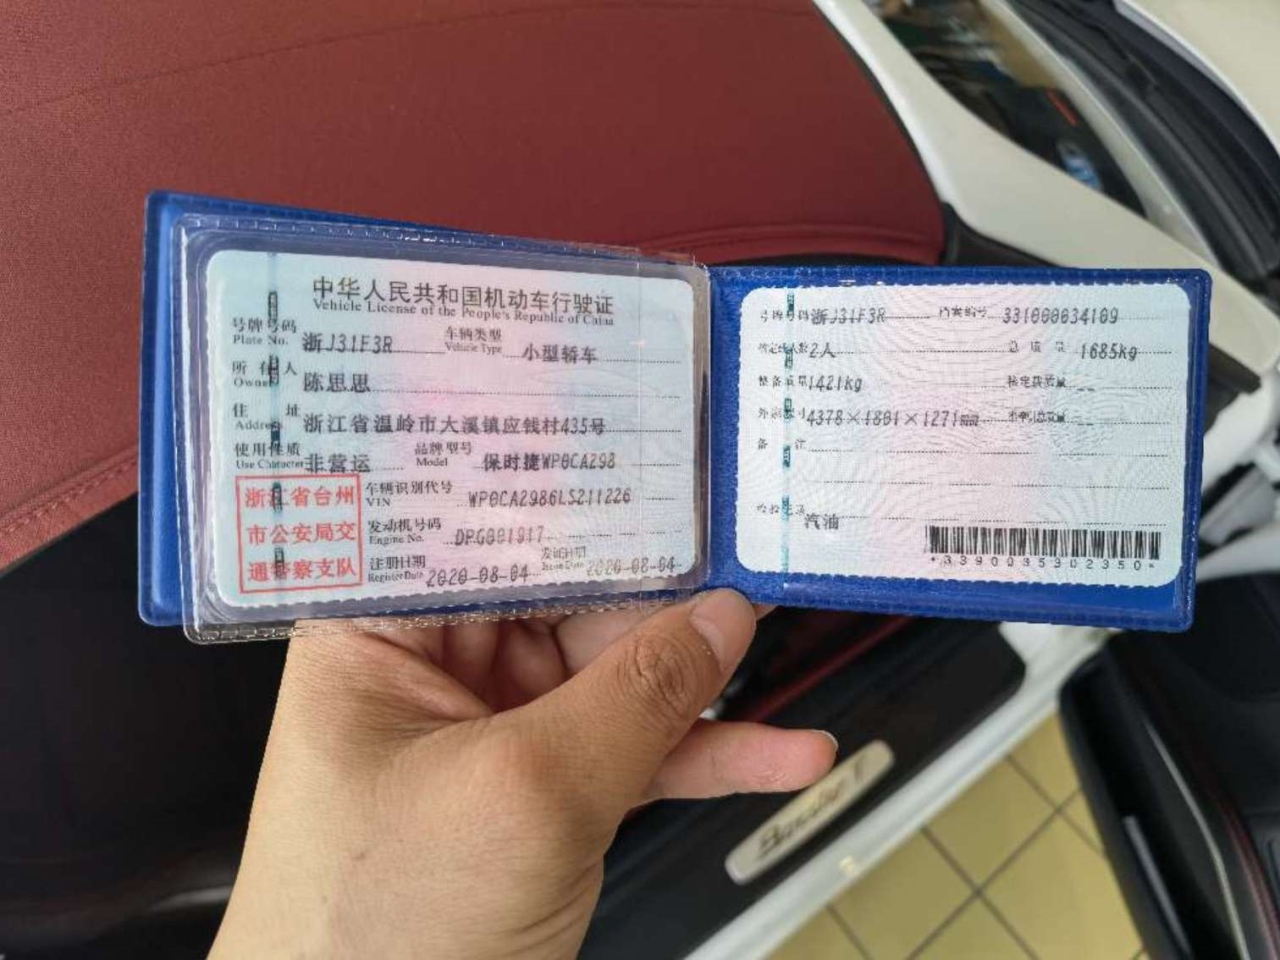 中华人民共和国机动车行驶证
Vehicle License of the People's Republic of China
号牌号码 浙J31F3R 车辆类型 小型轿车
Plate No. Vehicle Type
所有人 陈思思
Owner
住址 浙江省温岭市大溪镇应钱村435号
Address
使用性质 非营运 品牌型号 保时捷WP0CA298
Use Character Model
浙江省台州
市公安局交
通警察支队
车辆识别代号 WP0CA2986LS211226
VIN
发动机号码 DPG001917
Engine No.
注册日期 2020-08-04 发证日期 2020-08-04
Register Date Issue Date
号牌号码 浙J31F3R 档案编号 331000834109
核定载人数 2人 总质量 1685kg
整备质量 1421kg 核定载质量 --
外廓尺寸 4378×1801×1271mm 准牵引总质量 --
备注
检验记录 汽油
*3390035302350*
Boxster T